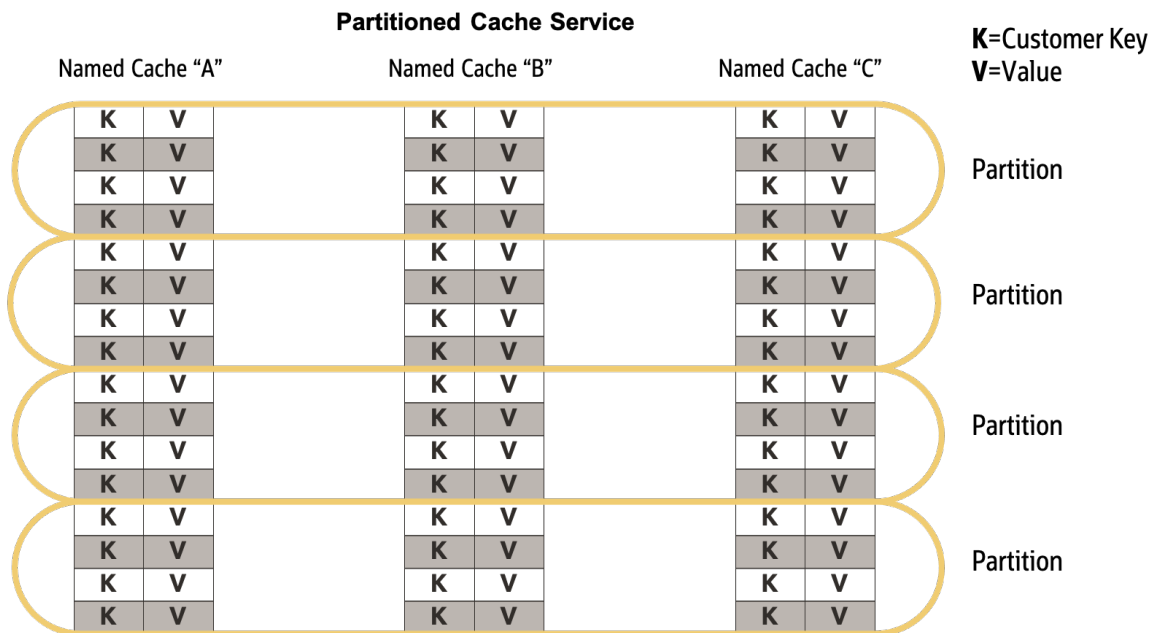 Partitioned Cache Service
K=Customer Key
V=Value
Named Cache “A” Named Cache “B” Named Cache “C”
K V K V K V
K V K V K V
K V K V K V Partition
K V K V K V
K V K V K V
K V K V K V Partition
K V K V K V
K V K V K V
K V K V K V
K V K V K V Partition
K V K V K V
K V K V K V
K V K V K V
K V K V K V Partition
K V K V K V
K V K V K V